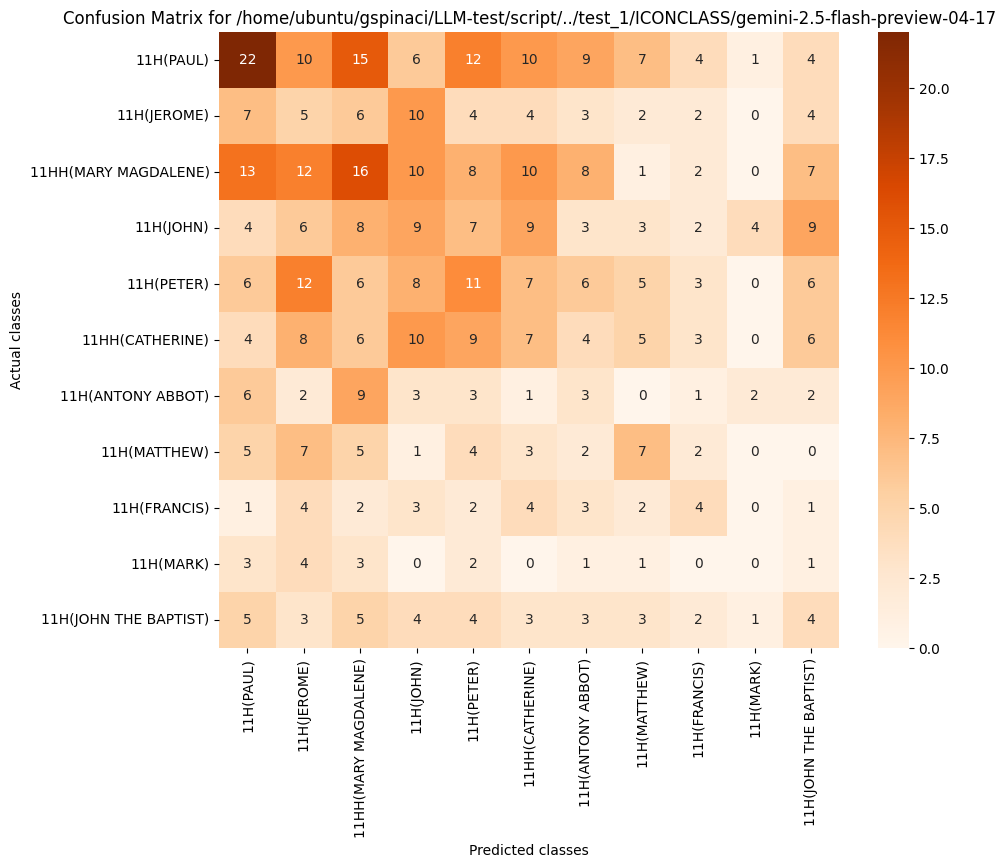 Confusion Matrix for /home/ubuntu/gspinaci/LLM-test/script/../test_1/ICONCLASS/gemini-2.5-flash-preview-04-17
Actual classes
11H(PAUL) 22 10 15 6 12 10 9 7 4 1 4
11H(JEROME) 7 5 6 10 4 4 3 2 2 0 4
11HH(MARY MAGDALENE) 13 12 16 10 8 10 8 1 2 0 7
11H(JOHN) 4 6 8 9 7 9 3 3 2 4 9
11H(PETER) 6 12 6 8 11 7 6 5 3 0 6
11HH(CATHERINE) 4 8 6 10 9 7 4 5 3 0 6
11H(ANTONY ABBOT) 6 2 9 3 3 1 3 0 1 2 2
11H(MATTHEW) 5 7 5 1 4 3 2 7 2 0 0
11H(FRANCIS) 1 4 2 3 2 4 3 2 4 0 1
11H(MARK) 3 4 3 0 2 0 1 1 0 0 1
11H(JOHN THE BAPTIST) 5 3 5 4 4 3 3 3 2 1 4
11H(PAUL)
11H(JEROME)
11HH(MARY MAGDALENE)
11H(JOHN)
11H(PETER)
11HH(CATHERINE)
11H(ANTONY ABBOT)
11H(MATTHEW)
11H(FRANCIS)
11H(MARK)
11H(JOHN THE BAPTIST)
Predicted classes
20.0
17.5
15.0
12.5
10.0
7.5
5.0
2.5
0.0